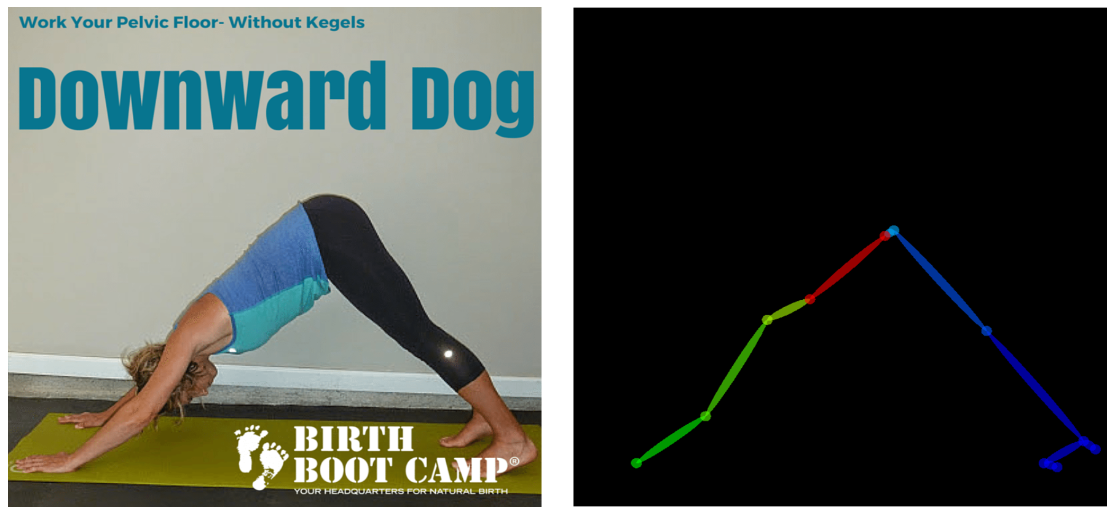 Work Your Pelvic Floor- Without Kegels
Downward Dog
BIRTH
BOOT CAMP®
YOUR HEADQUARTERS FOR NATURAL BIRTH